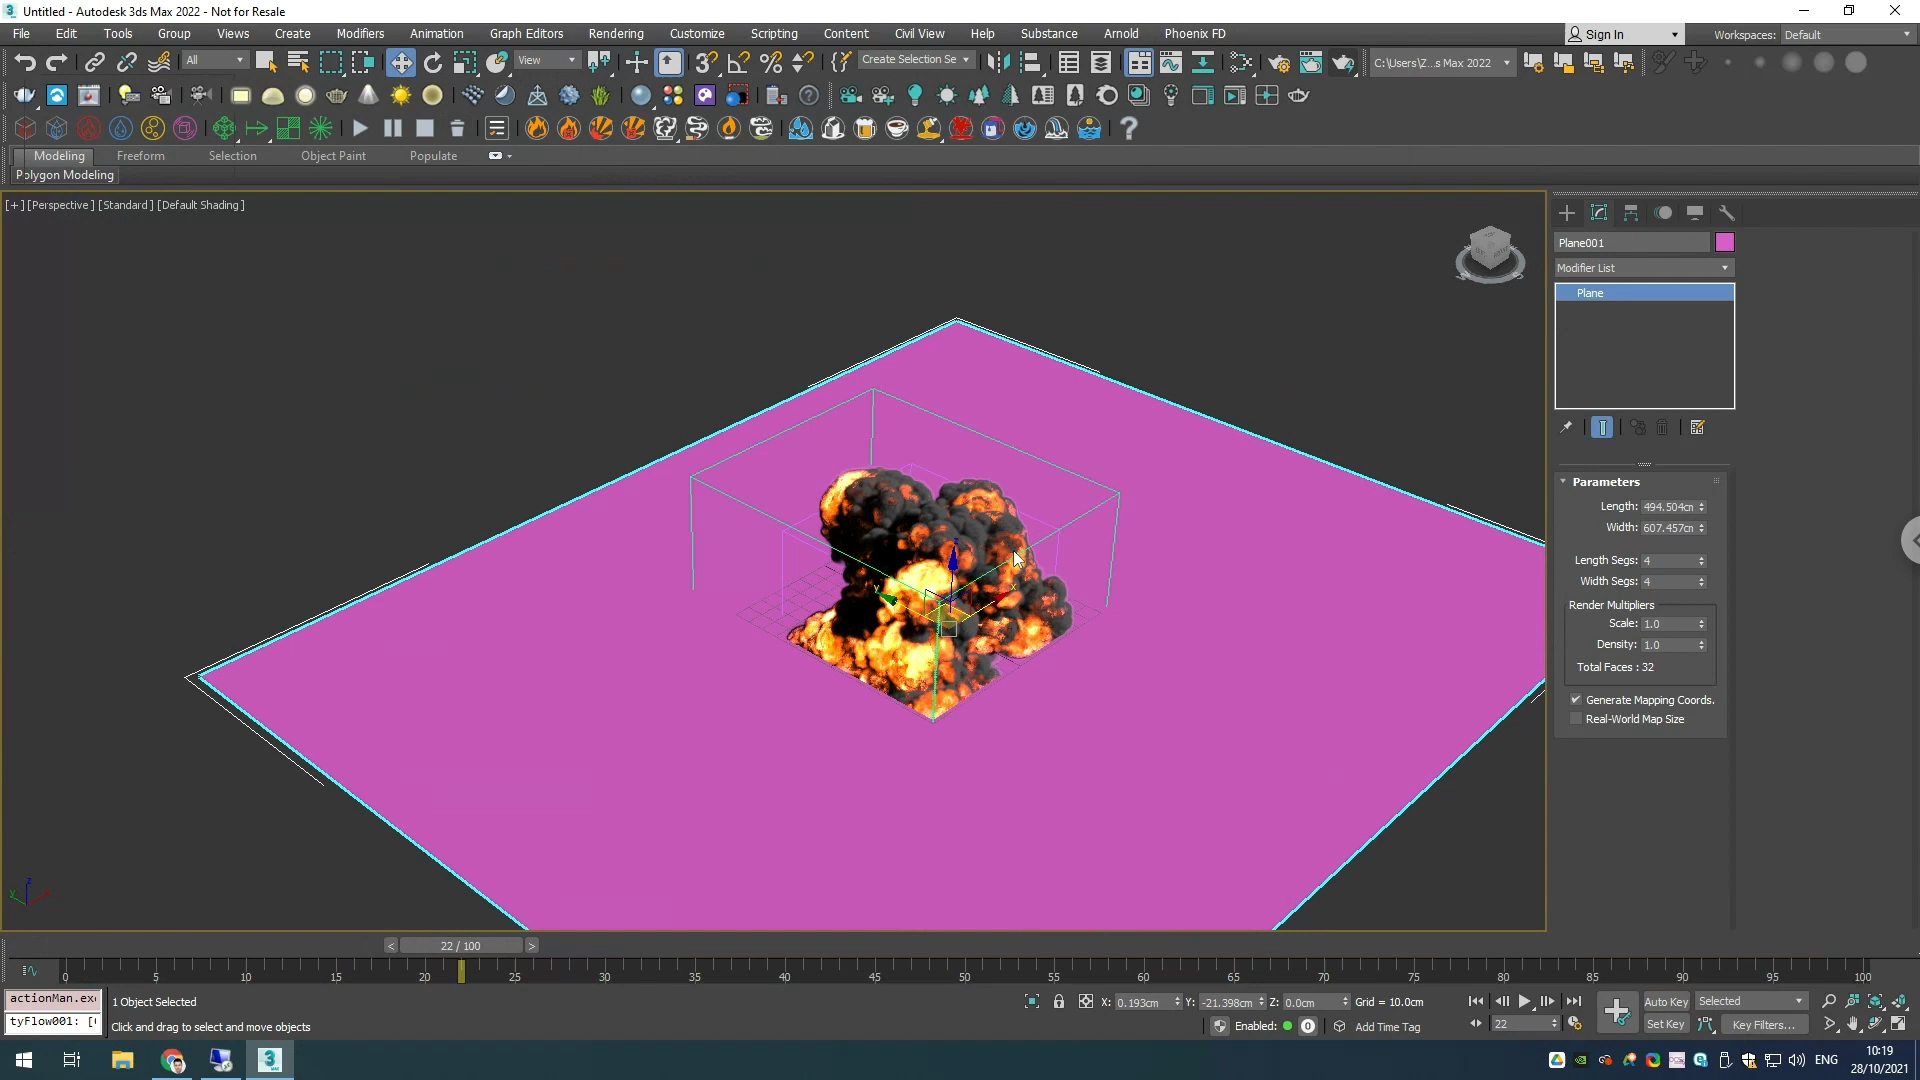 Untitled - Autodesk 3ds Max 2022 - Not for Resale
File Edit Tools Group Views Create Modifiers Animation Graph Editors Rendering Customize Scripting Content Civil View Help Substance Arnold Phoenix FD
Sign In
Workspaces: Default
All
View
Create Selection Se
C:\Users\Z...s Max 2022
Modeling Freeform Selection Object Paint Populate
Polygon Modeling
[+] [Perspective] [Standard] [Default Shading]
Plane001
Modifier List
Plane
Parameters
Length: 494.504cm
Width: 607.457cm
Length Segs: 4
Width Segs: 4
Render Multipliers
Scale: 1.0
Density: 1.0
Total Faces : 32
Generate Mapping Coords.
Real-World Map Size
z
y
x
z
y
< 22 / 100 >
0 5 10 15 20 25 30 35 40 45 50 55 60 65 70 75 80 85 90 95 100
actionMan.exe
1 Object Selected
X: 0.193cm Y: -21.398cm Z: 0.0cm Grid = 10.0cm
Auto Key Selected
tyFlow001: [
Click and drag to select and move objects
Enabled: 0 Add Time Tag
22
Set Key Key Filters...
ENG
10:19
28/10/2021